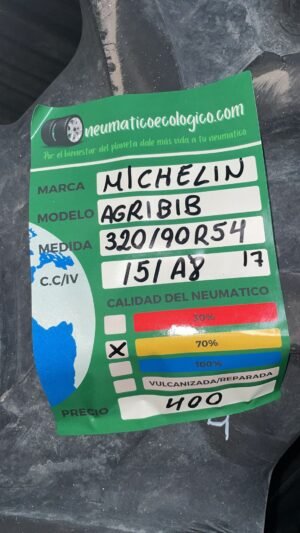 neumaticoecologico.com
Por el bienestar del planeta dale más vida a tu neumático
MARCA MICHELIN
MODELO AGRIBIB
MEDIDA 320/90R54
C.C/IV 151/A8 17
CALIDAD DEL NEUMATICO
30%
X 70%
100%
VULCANIZADA/REPARADA
PRECIO 400